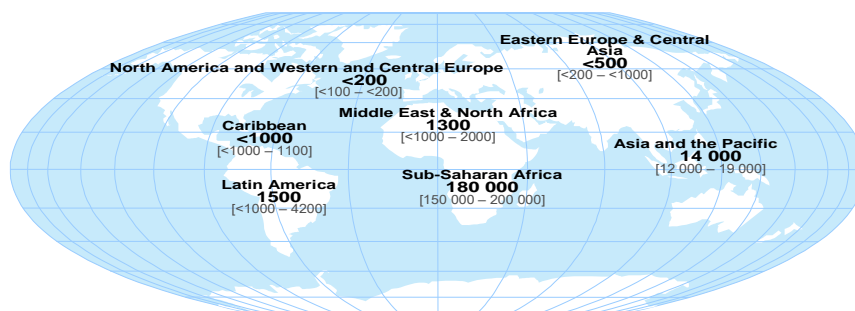 Eastern Europe & Central
Asia
<500
[<200 – <1000]
North America and Western and Central Europe
<200
[<100 – <200]
Middle East & North Africa
1300
[<1000 – 2000]
Caribbean
<1000
[<1000 – 1100]
Asia and the Pacific
14 000
[12 000 – 19 000]
Sub-Saharan Africa
180 000
[150 000 – 200 000]
Latin America
1500
[<1000 – 4200]